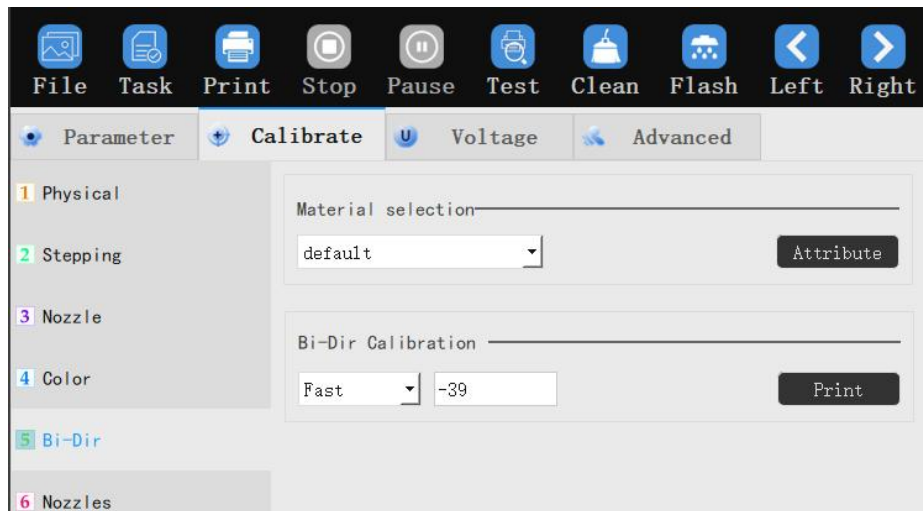 File Task Print Stop Pause Test Clean Flash Left Right
Parameter Calibrate U Voltage Advanced
1 Physical
2 Stepping
3 Nozzle
4 Color
5 Bi-Dir
6 Nozzles
Material selection
default Attribute
Bi-Dir Calibration
Fast -39 Print